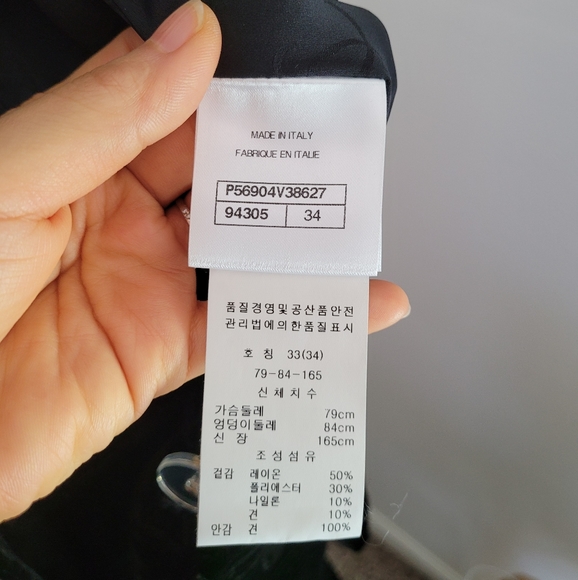 MADE IN ITALY
FABRIQUE EN ITALIE
P56904V38627
94305 34
품질경영및공산품안전
관리법에의한품질표시
호 칭 33(34)
79-84-165
신체치수
가슴둘레 79cm
엉덩이둘레 84cm
신 장 165cm
조성섬유
겉감 레이온 50%
폴리에스터 30%
나일론 10%
견 10%
안감 견 100%